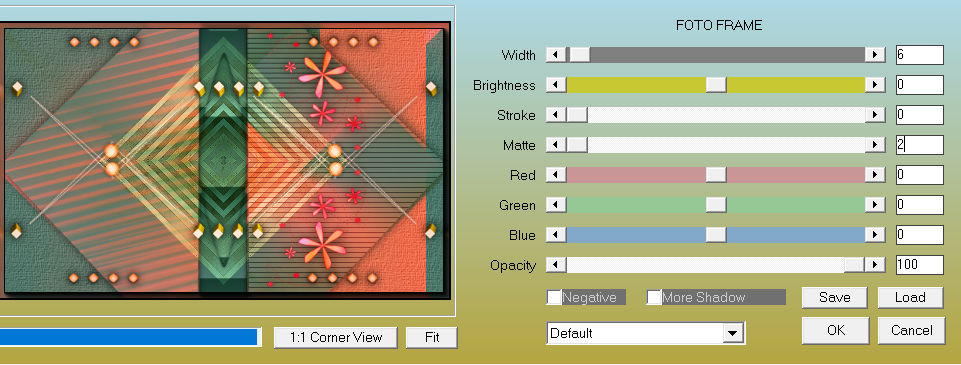 FOTO FRAME
Width 6
Brightness 0
Stroke 0
Matte 2
Red 0
Green 0
Blue 0
Opacity 100
Negative More Shadow Save Load
1:1 Corner View Fit Default OK Cancel